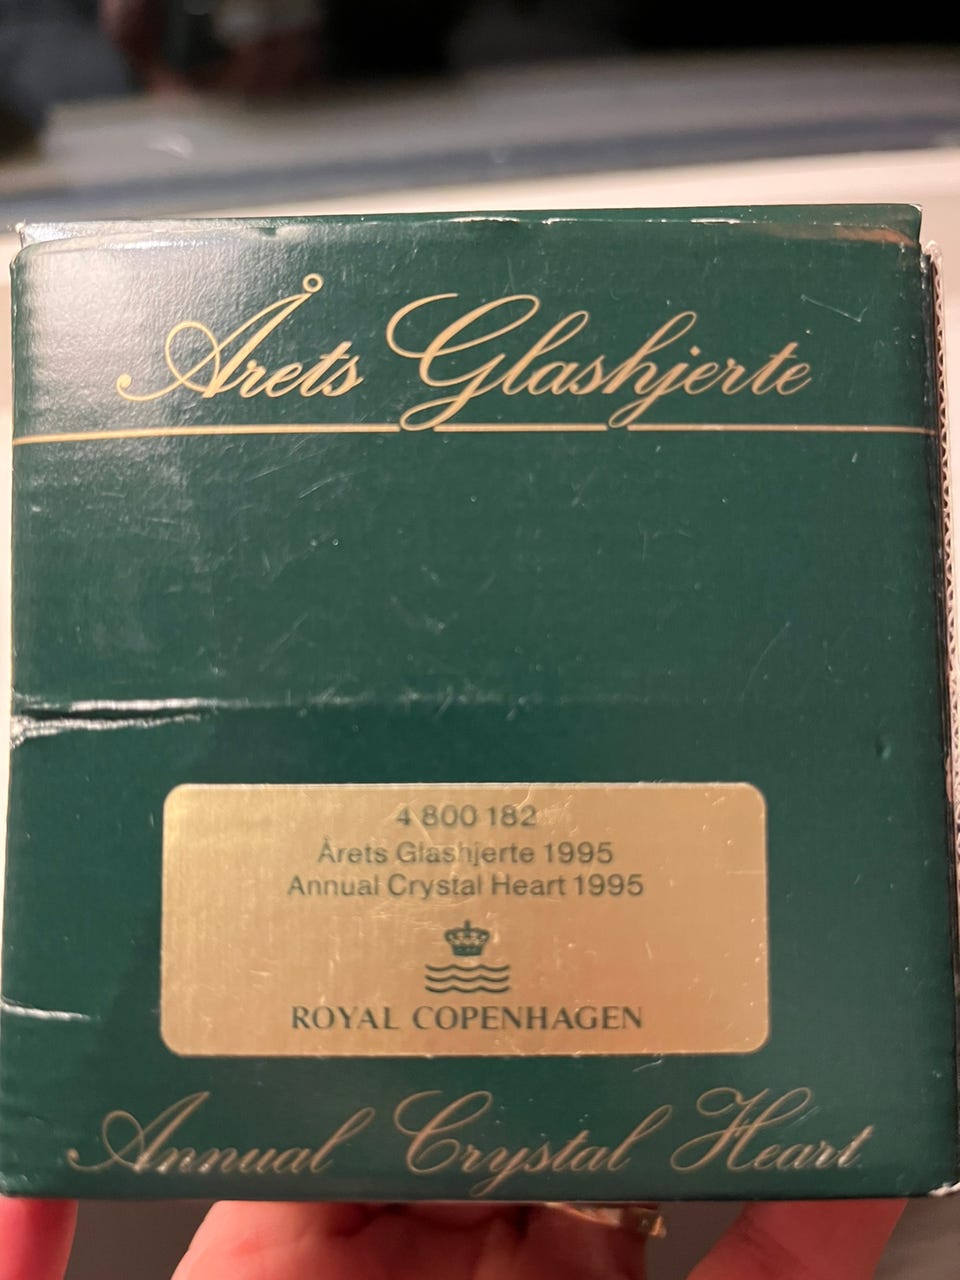 Årets Glashjerte
4 800 182
Årets Glashjerte 1995
Annual Crystal Heart 1995
ROYAL COPENHAGEN
Annual Crystal Heart